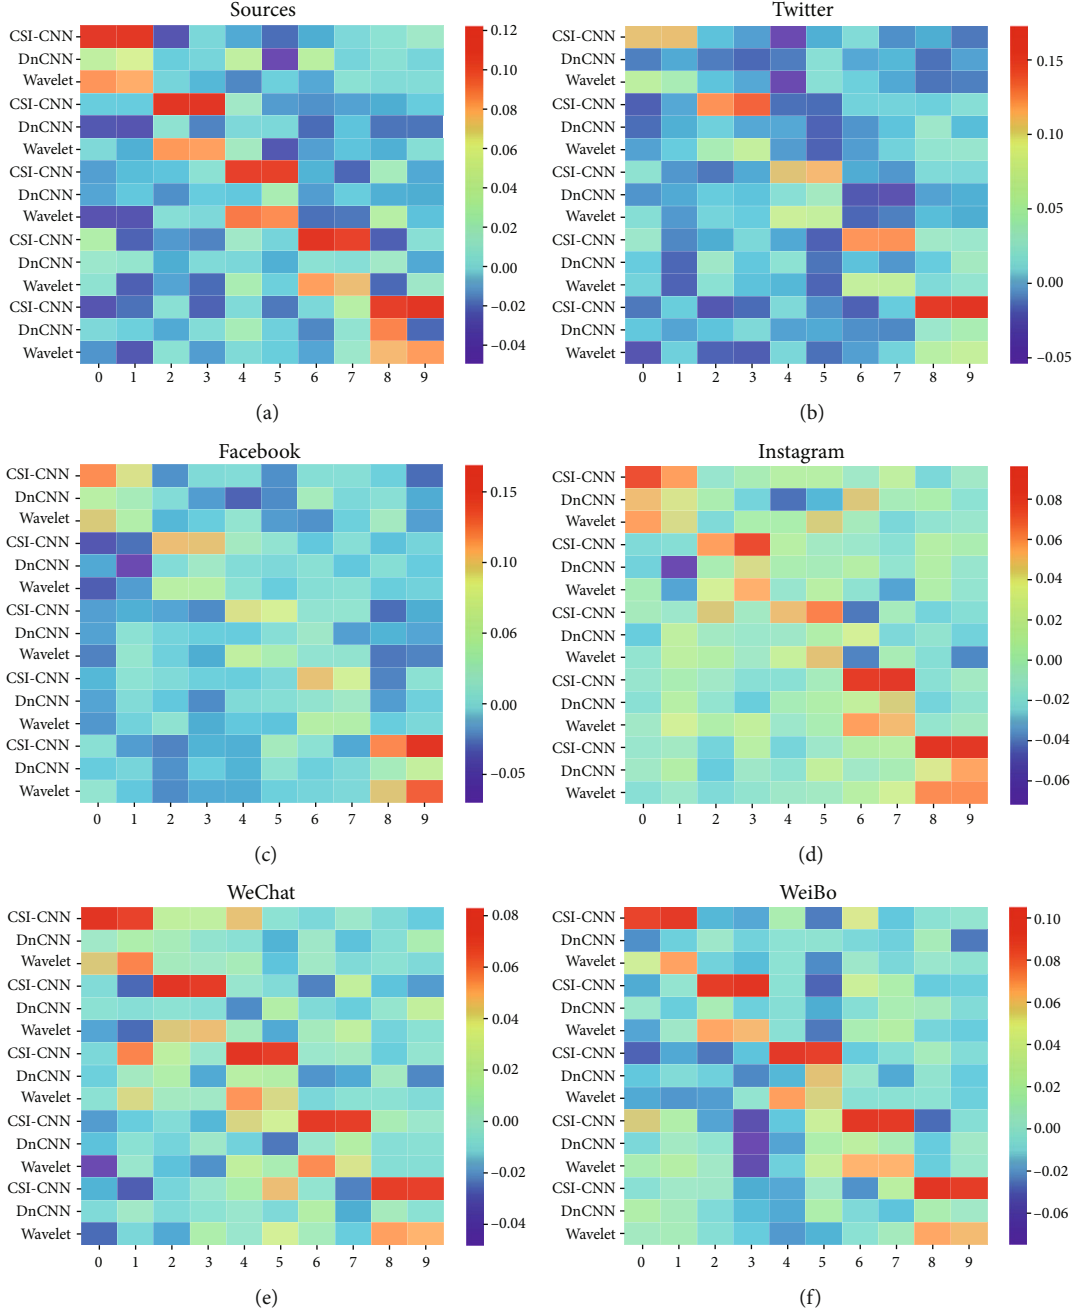 Sources
CSI-CNN
DnCNN
Wavelet
CSI-CNN
DnCNN
Wavelet
CSI-CNN
DnCNN
Wavelet
CSI-CNN
DnCNN
Wavelet
CSI-CNN
DnCNN
Wavelet
0 1 2 3 4 5 6 7 8 9
0.12
0.10
0.08
0.06
0.04
0.02
0.00
−0.02
−0.04
(a)
Twitter
CSI-CNN
DnCNN
Wavelet
CSI-CNN
DnCNN
Wavelet
CSI-CNN
DnCNN
Wavelet
CSI-CNN
DnCNN
Wavelet
CSI-CNN
DnCNN
Wavelet
0 1 2 3 4 5 6 7 8 9
0.15
0.10
0.05
0.00
−0.05
(b)
Facebook
CSI-CNN
DnCNN
Wavelet
CSI-CNN
DnCNN
Wavelet
CSI-CNN
DnCNN
Wavelet
CSI-CNN
DnCNN
Wavelet
CSI-CNN
DnCNN
Wavelet
0 1 2 3 4 5 6 7 8 9
0.15
0.10
0.06
0.00
−0.05
(c)
Instagram
CSI-CNN
DnCNN
Wavelet
CSI-CNN
DnCNN
Wavelet
CSI-CNN
DnCNN
Wavelet
CSI-CNN
DnCNN
Wavelet
CSI-CNN
DnCNN
Wavelet
0 1 2 3 4 5 6 7 8 9
0.08
0.06
0.04
0.02
0.00
−0.02
−0.04
−0.06
(d)
WeChat
CSI-CNN
DnCNN
Wavelet
CSI-CNN
DnCNN
Wavelet
CSI-CNN
DnCNN
Wavelet
CSI-CNN
DnCNN
Wavelet
CSI-CNN
DnCNN
Wavelet
0 1 2 3 4 5 6 7 8 9
0.08
0.06
0.04
0.02
0.00
−0.02
−0.04
(e)
WeiBo
CSI-CNN
DnCNN
Wavelet
CSI-CNN
DnCNN
Wavelet
CSI-CNN
DnCNN
Wavelet
CSI-CNN
DnCNN
Wavelet
CSI-CNN
DnCNN
Wavelet
0 1 2 3 4 5 6 7 8 9
0.10
0.08
0.06
0.04
0.02
0.00
−0.02
−0.04
−0.06
(f)